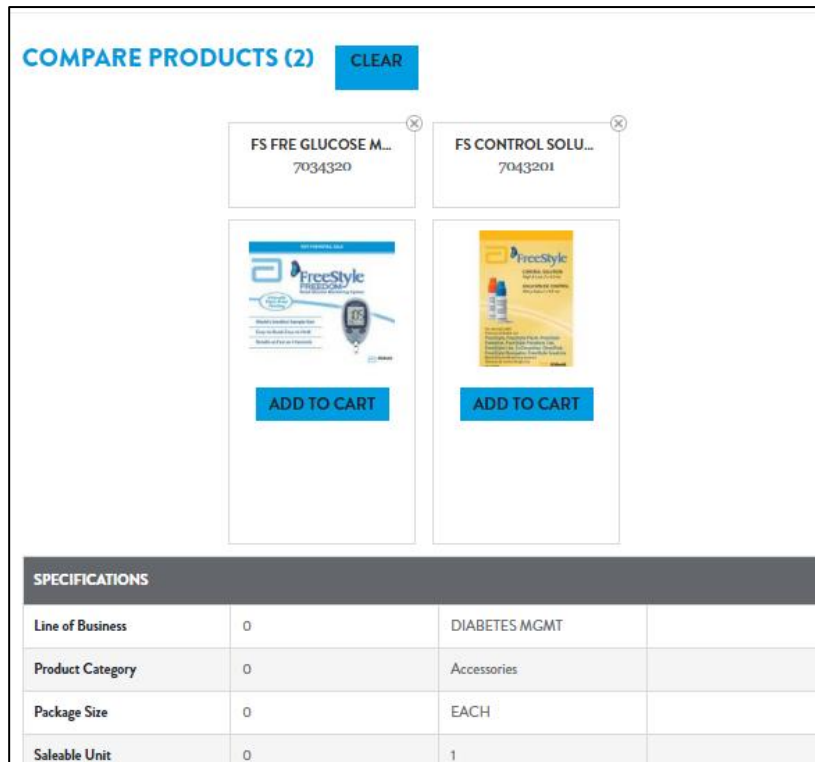 COMPARE PRODUCTS (2)
CLEAR
FS FRE GLUCOSE M...
7034320
FS CONTROL SOLU...
7043201
FreeStyle
FREEDOM
FreeStyle
ADD TO CART
ADD TO CART
SPECIFICATIONS
Line of Business 0 DIABETES MGMT
Product Category 0 Accessories
Package Size 0 EACH
Saleable Unit 0 1